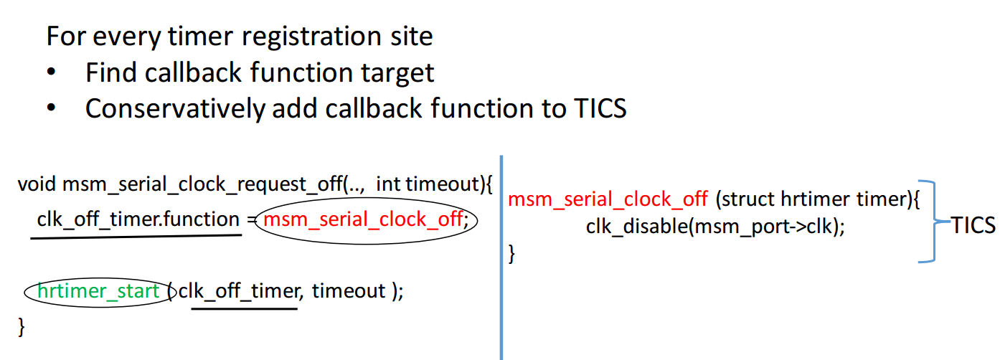 For every timer registration site
• Find callback function target
• Conservatively add callback function to TICS
void msm_serial_clock_request_off(.., int timeout){
clk_off_timer.function = msm_serial_clock_off;
hrtimer_start (clk_off_timer, timeout );
}
msm_serial_clock_off (struct hrtimer timer){
clk_disable(msm_port->clk);
}
TICS